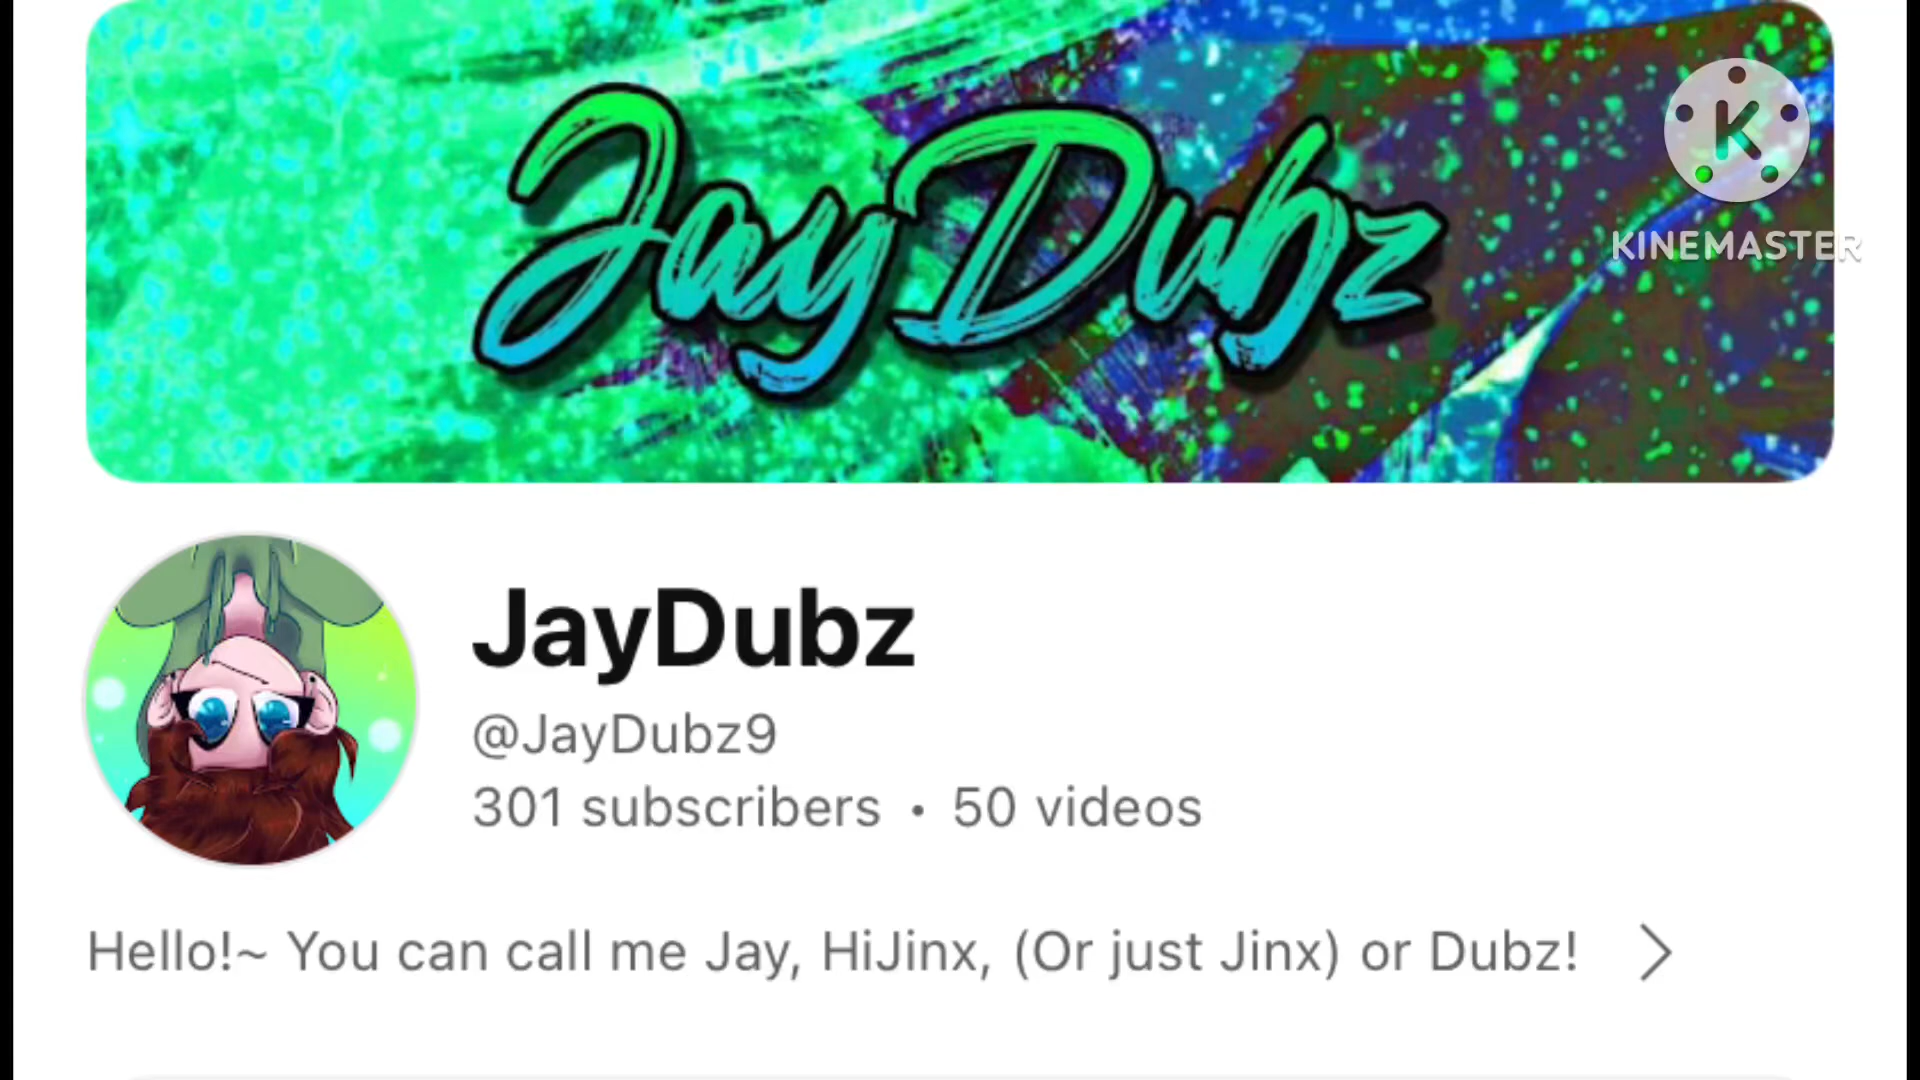 JayDubz
K
KINEMASTER
JayDubz
@JayDubz9
301 subscribers • 50 videos
Hello!~ You can call me Jay, HiJinx, (Or just Jinx) or Dubz!